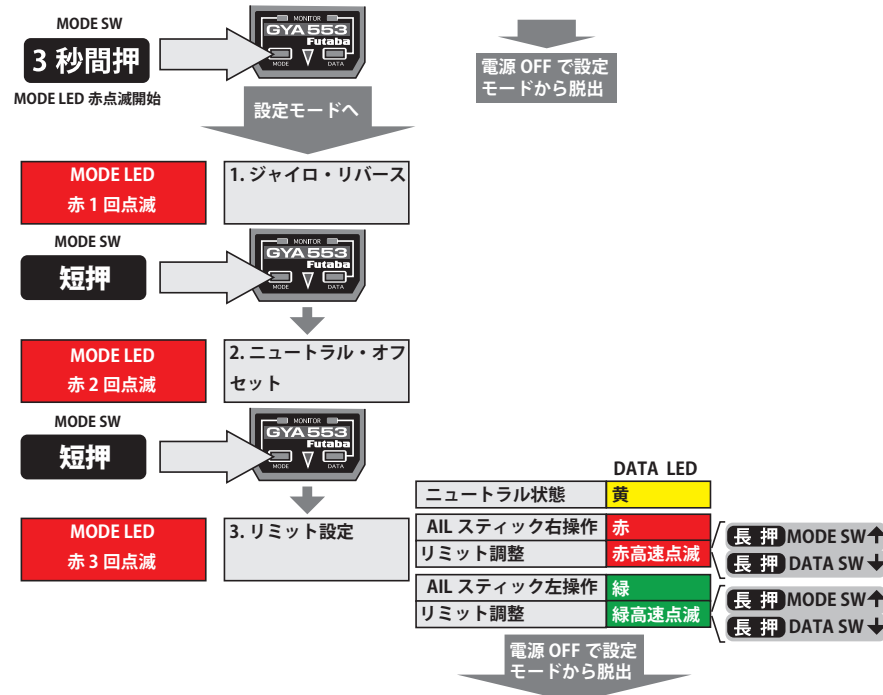 MODE SW
3 秒間押
MODE LED 赤点滅開始
MONITOR
GYA553
Futaba
MODE
DATA
電源 OFF で設定
モードから脱出
設定モードへ
MODE LED
赤 1 回点滅
1. ジャイロ・リバース
MODE SW
短押
MONITOR
GYA553
Futaba
MODE
DATA
MODE LED
赤 2 回点滅
2. ニュートラル・オフ
セット
MODE SW
短押
MONITOR
GYA553
Futaba
MODE
DATA
MODE LED
赤 3 回点滅
3. リミット設定
DATA LED
ニュートラル状態 黄
AIL スティック右操作 赤
リミット調整 赤高速点滅
長 押 MODE SW↑
長 押 DATA SW↓
AIL スティック左操作 緑
リミット調整 緑高速点滅
長 押 MODE SW↑
長 押 DATA SW↓
電源 OFF で設定
モードから脱出